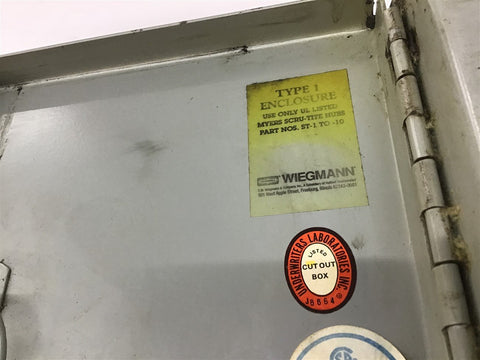 TYPE 1
ENCLOSURE
USE ONLY UL LISTED
MYERS SCRU-TITE HUBS
PART NOS. ST-1 TO -10
WIEGMANN
UNDERWRITERS LABORATORIES INC.
LISTED
CUT OUT
BOX